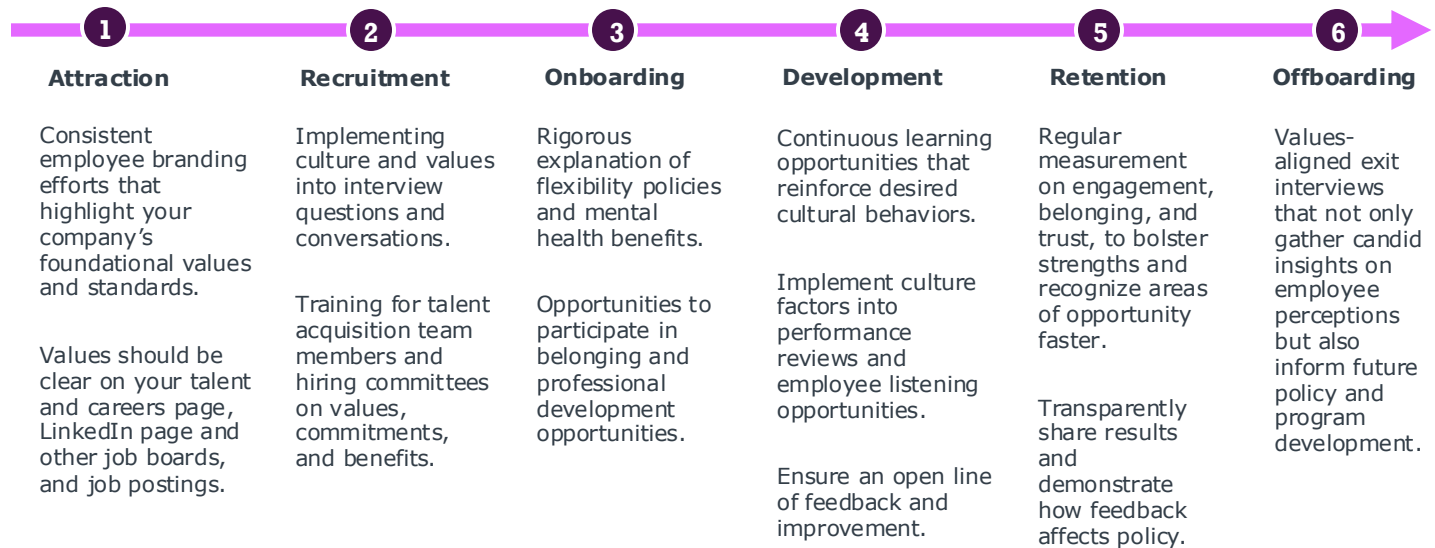 1
2
3
4
5
6
Attraction
Recruitment
Onboarding
Development
Retention
Offboarding
Consistent
employee branding
efforts that
highlight your
company’s
foundational values
and standards.
Values should be
clear on your talent
and careers page,
LinkedIn page and
other job boards,
and job postings.
Implementing
culture and values
into interview
questions and
conversations.
Training for talent
acquisition team
members and
hiring committees
on values,
commitments,
and benefits.
Rigorous
explanation of
flexibility policies
and mental
health benefits.
Opportunities to
participate in
belonging and
professional
development
opportunities.
Continuous learning
opportunities that
reinforce desired
cultural behaviors.
Implement culture
factors into
performance
reviews and
employee listening
opportunities.
Ensure an open line
of feedback and
improvement.
Regular
measurement
on engagement,
belonging, and
trust, to bolster
strengths and
recognize areas
of opportunity
faster.
Transparently
share results
and
demonstrate
how feedback
affects policy.
Values-
aligned exit
interviews
that not only
gather candid
insights on
employee
perceptions
but also
inform future
policy and
program
development.